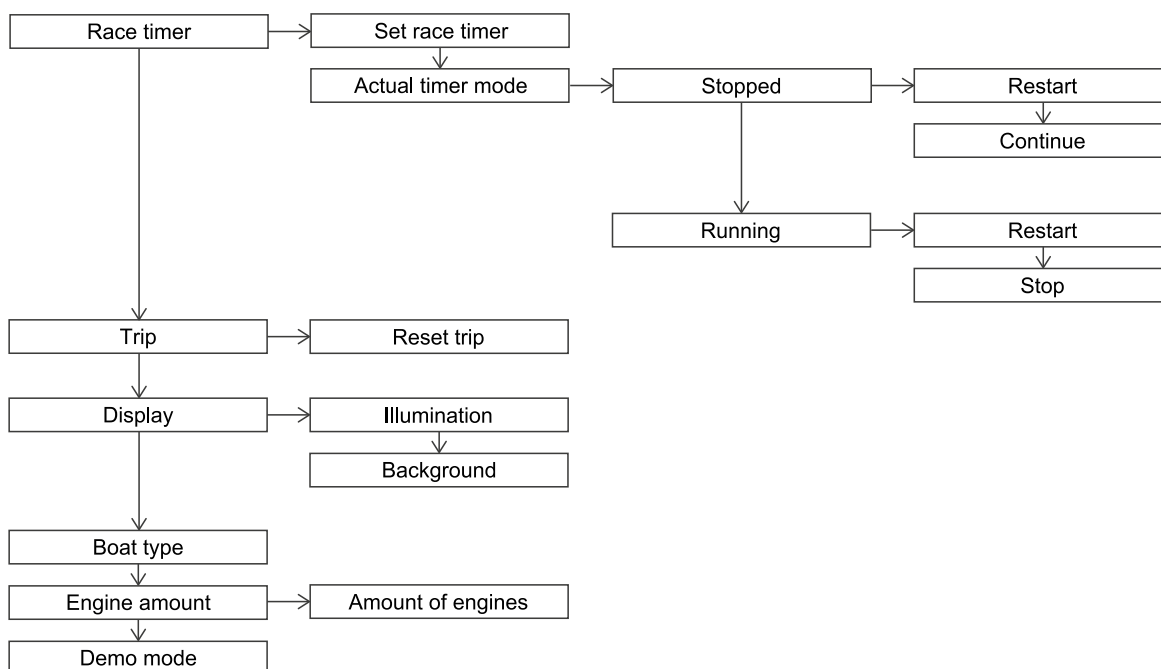 Race timer
Set race timer
Actual timer mode
Stopped
Restart
Continue
Running
Restart
Stop
Trip
Reset trip
Display
Illumination
Background
Boat type
Engine amount
Amount of engines
Demo mode